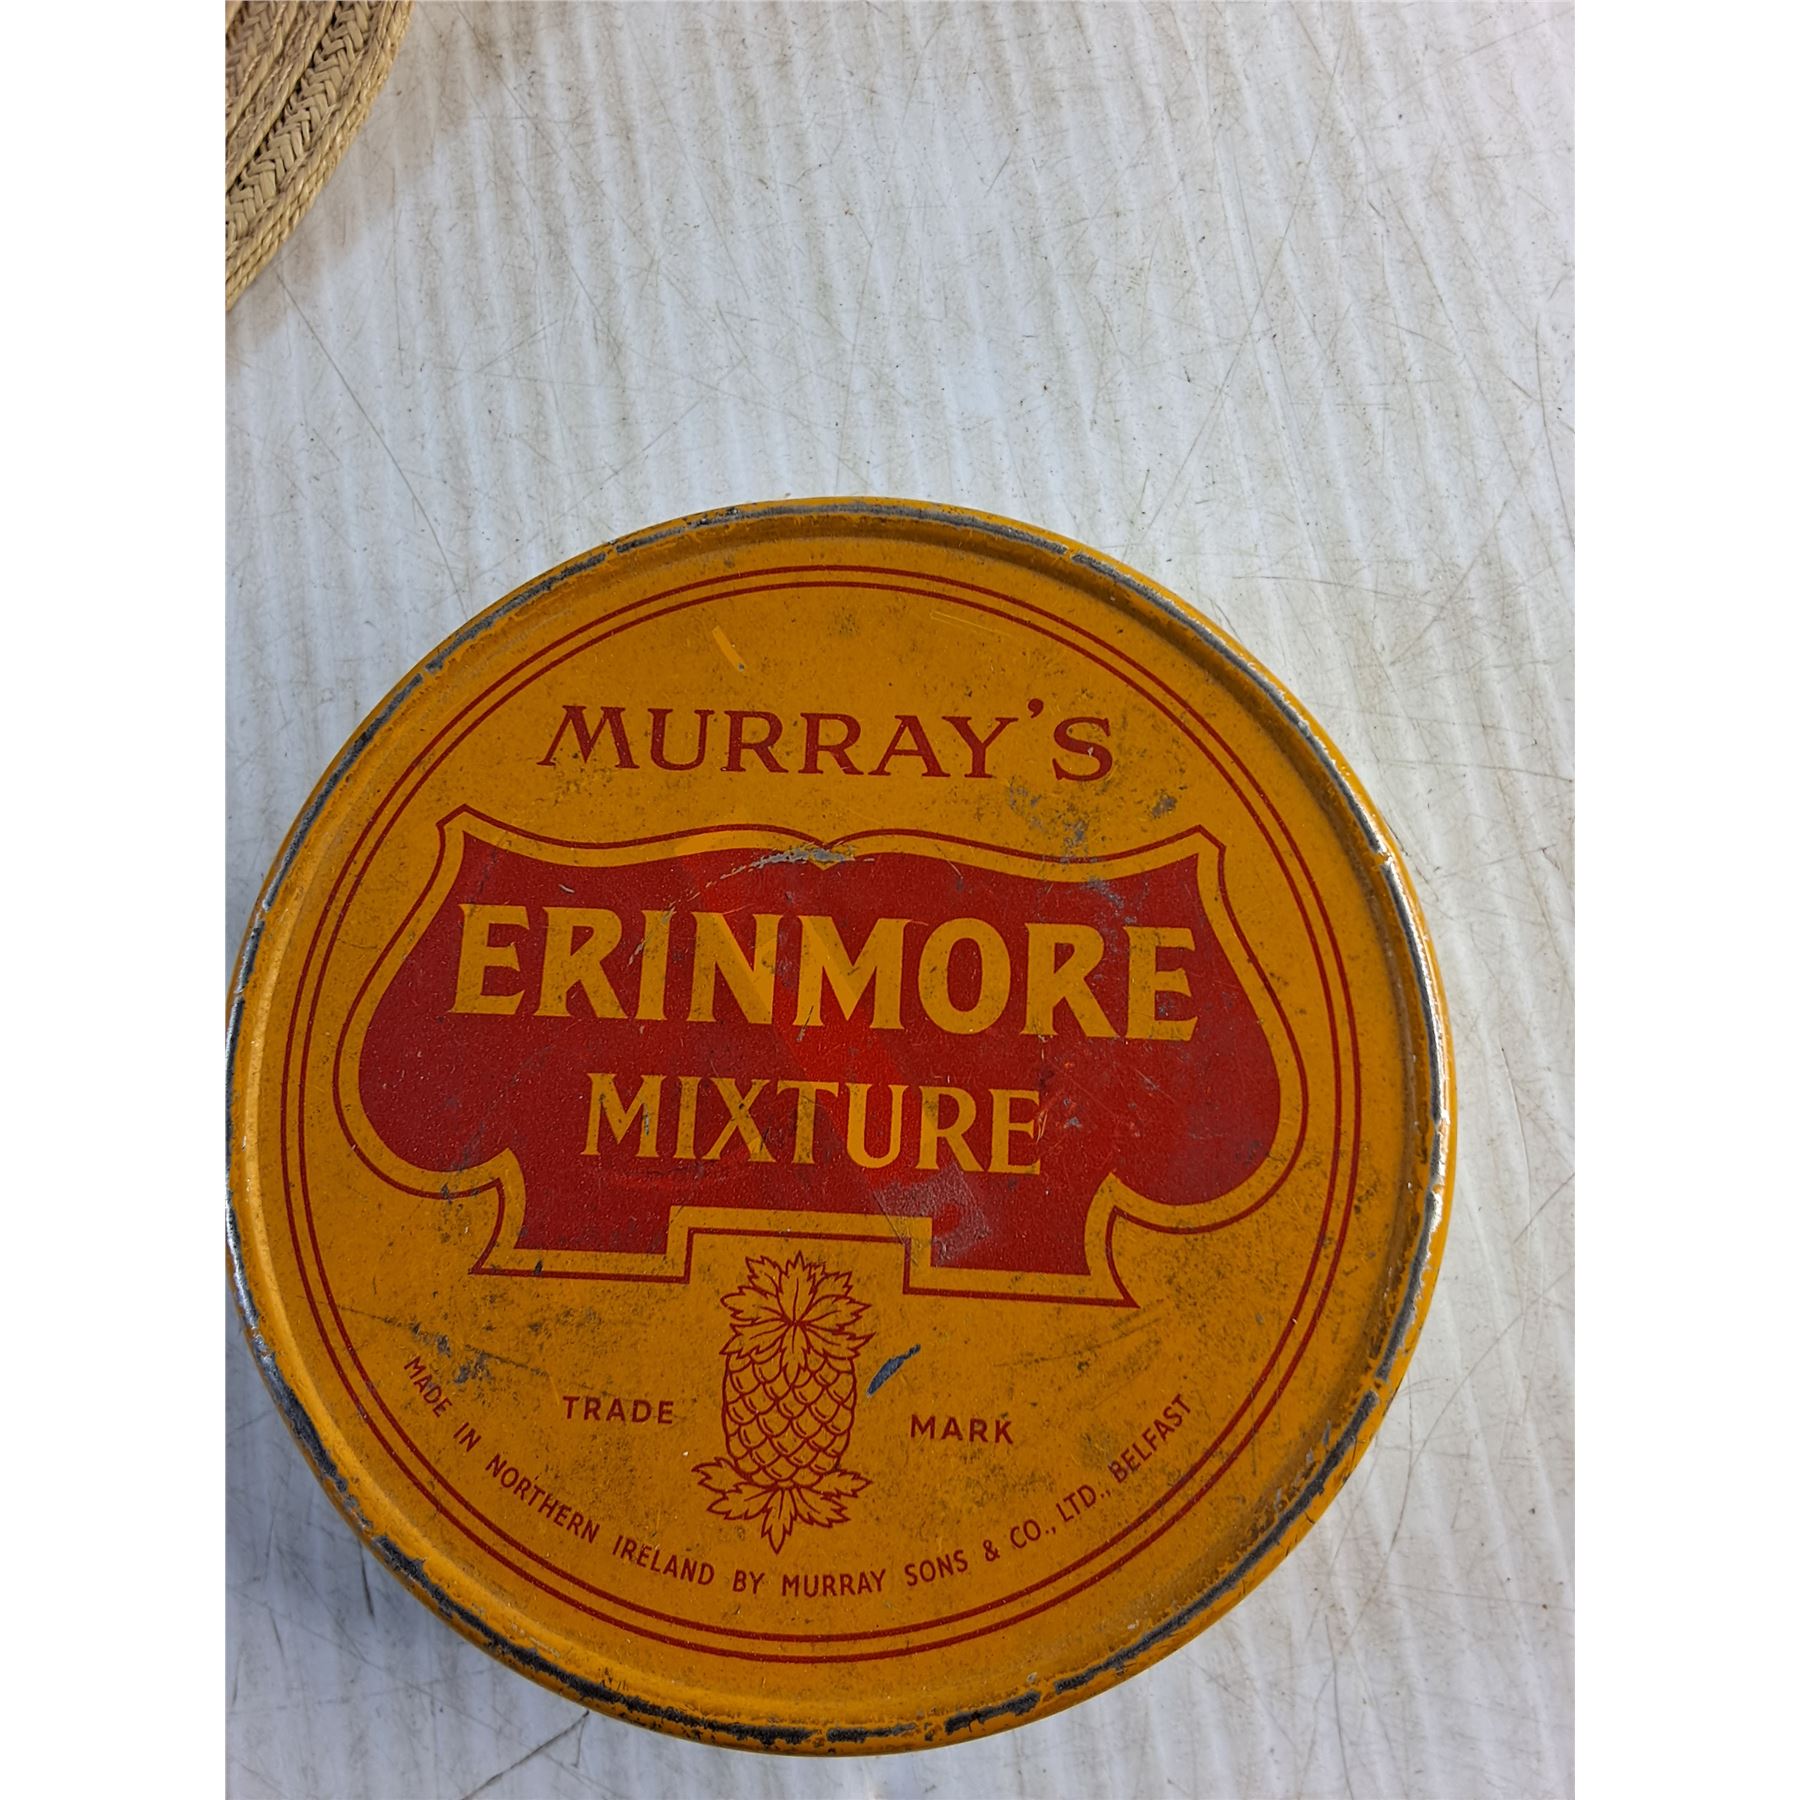 MURRAY'S
ERINMORE
MIXTURE
TRADE MARK
MADE IN NORTHERN IRELAND BY MURRAY SONS & CO., LTD., BELFAST